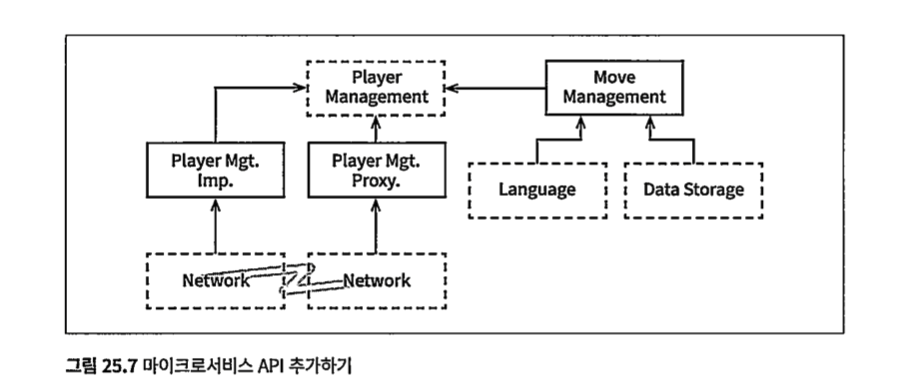 Player
Management
Move
Management
Player Mgt.
Imp.
Player Mgt.
Proxy.
Language
Data Storage
Network
Network
그림 25.7 마이크로서비스 API 추가하기